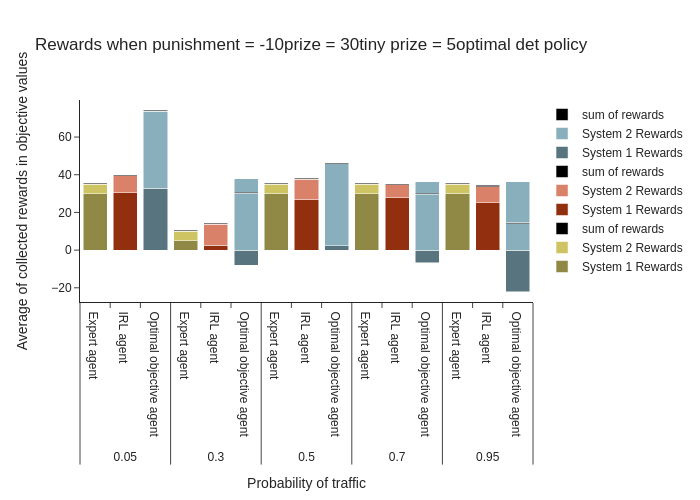 Rewards when punishment = -10prize = 30tiny prize = 5optimal det policy
Average of collected rewards in objective values
60
40
20
0
−20
Expert agent
IRL agent
Optimal objective agent
Expert agent
IRL agent
Optimal objective agent
Expert agent
IRL agent
Optimal objective agent
Expert agent
IRL agent
Optimal objective agent
Expert agent
IRL agent
Optimal objective agent
0.05
0.3
0.5
0.7
0.95
Probability of traffic
sum of rewards
System 2 Rewards
System 1 Rewards
sum of rewards
System 2 Rewards
System 1 Rewards
sum of rewards
System 2 Rewards
System 1 Rewards